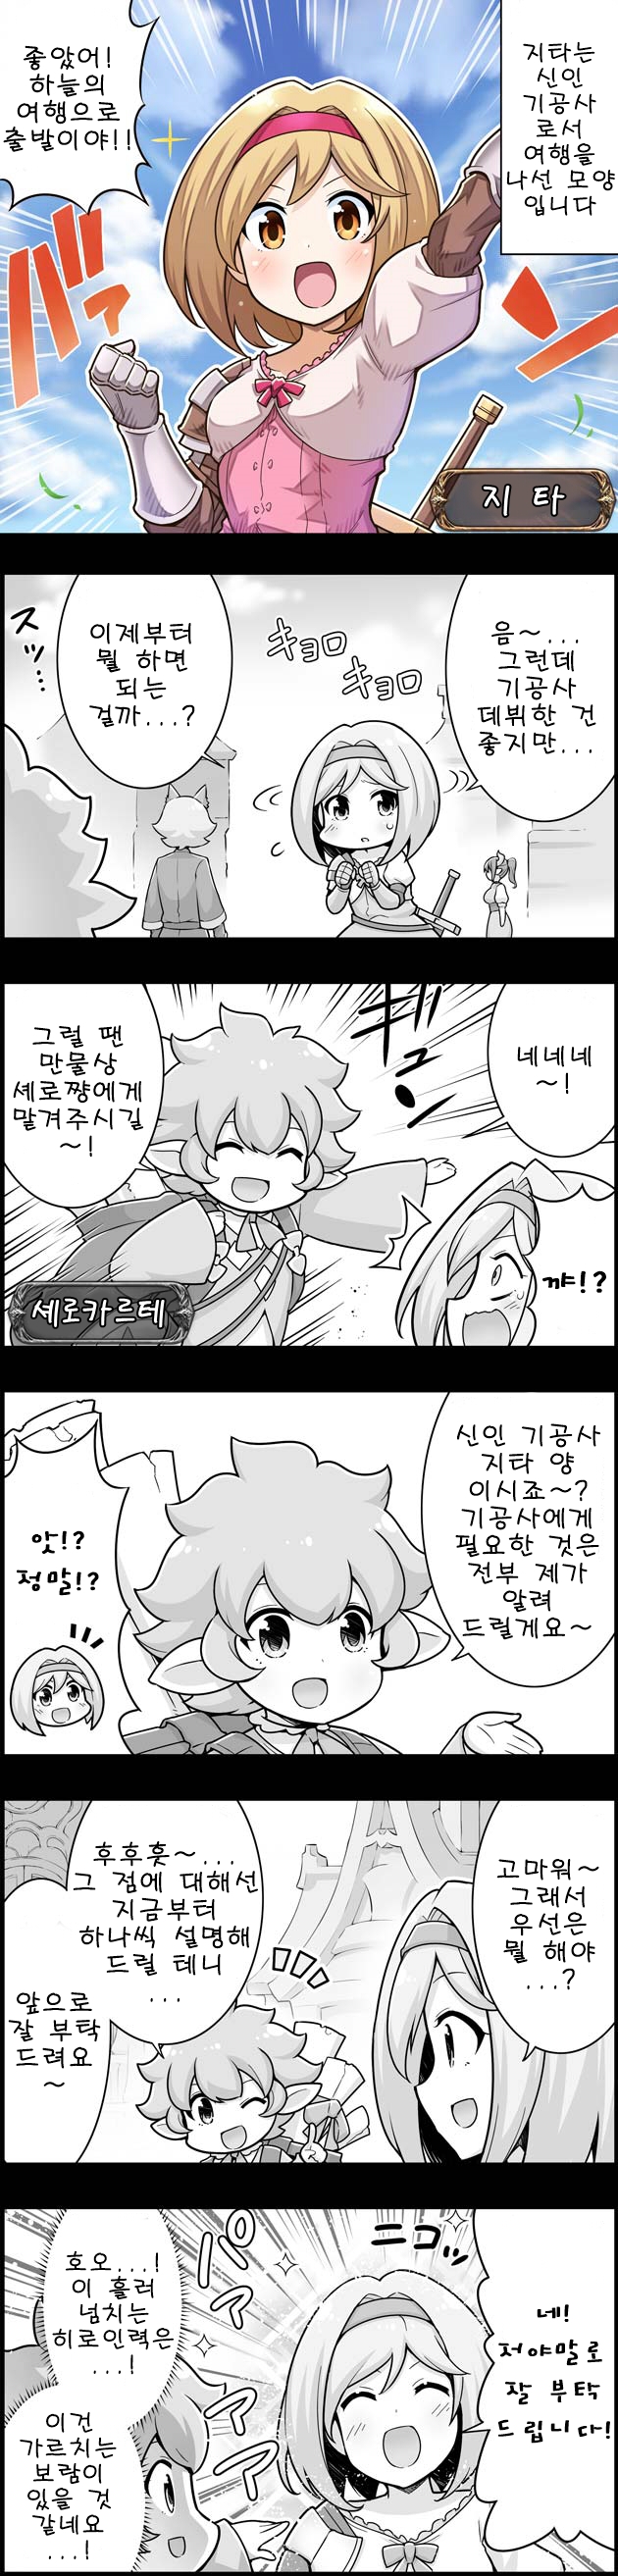 지타는
신인
기공사
로서
여행을
나선 모양
입니다
좋았어!
하늘의
여행으로
출발이야!!
バァ
ン
지 타
음~...
그런데
기공사
데뷔한 건
좋지만...
キョロ
キョロ
이제부터
뭘 하면
되는
걸까...?
スッ…
네네네
~!
ギュ
그럴 땐
만물상
셰로쨩에게
맡겨주시길
~!
꺄!?
셰로카르테
신인 기공사
지타 양
이시죠~?
기공사에게
필요한 것은
전부 제가
알려
드릴게요~
앗!?
정말!?
고마워~
그래서
우선은
뭘 해야
...?
후후훗~...
그 점에 대해선
지금부터
하나씩 설명해
드릴 테니
...
앞으로
잘 부탁
드려요
~
네!
저야말로
잘 부탁
드립니다!
ニコッ
パァァァ
호오...!
이 흘러
넘치는
히로인력은
...!
이건
가르치는
보람이
있을 것
같네요
...!